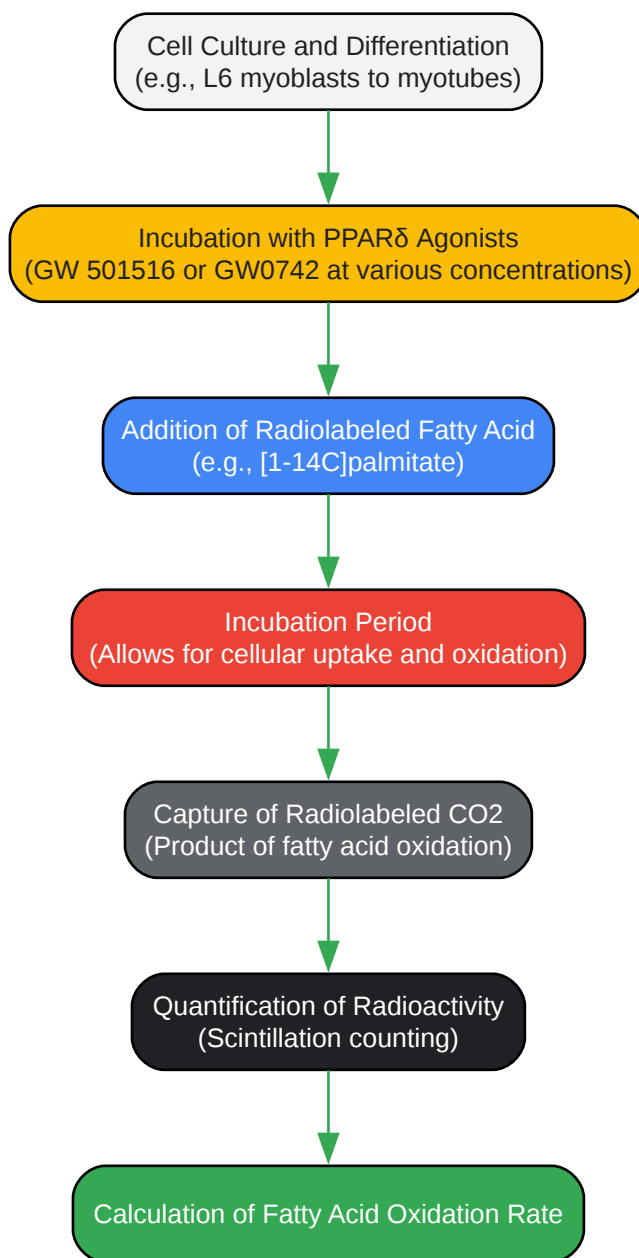 Cell Culture and Differentiation
(e.g., L6 myoblasts to myotubes)
Incubation with PPARδ Agonists
(GW 501516 or GW0742 at various concentrations)
Addition of Radiolabeled Fatty Acid
(e.g., [1-14C]palmitate)
Incubation Period
(Allows for cellular uptake and oxidation)
Capture of Radiolabeled CO2
(Product of fatty acid oxidation)
Quantification of Radioactivity
(Scintillation counting)
Calculation of Fatty Acid Oxidation Rate